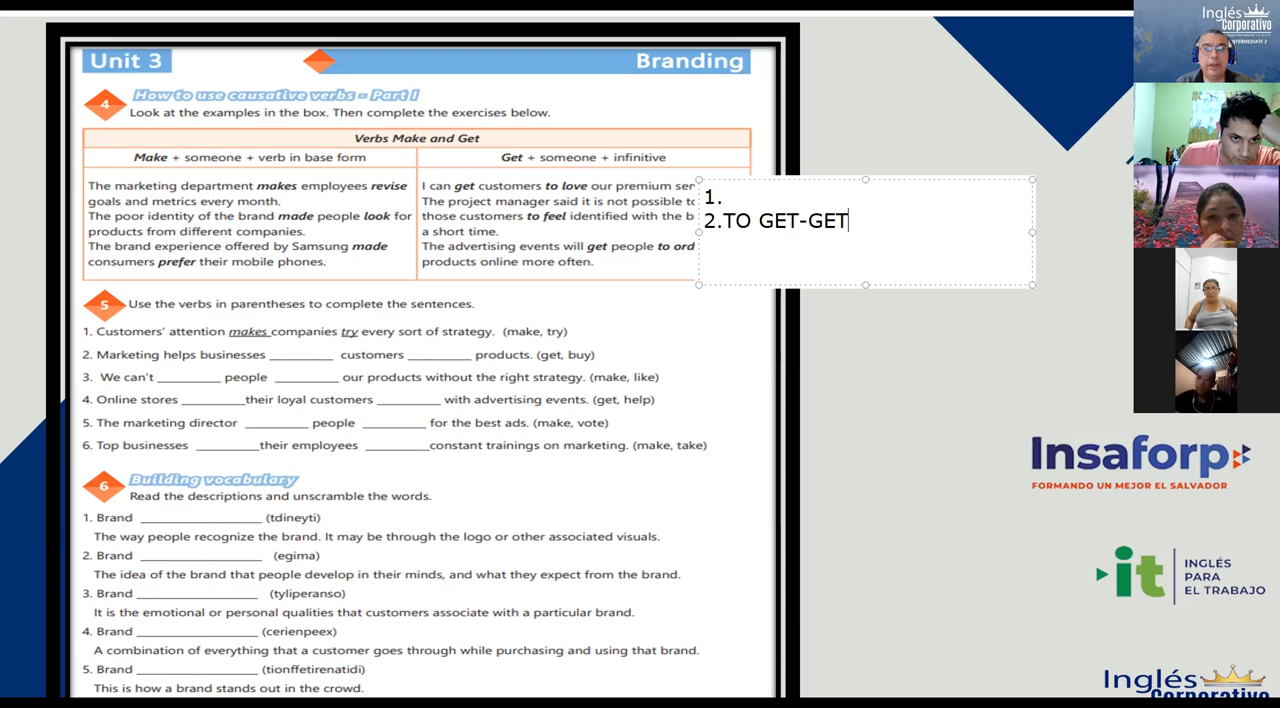 Unit 3
Branding
4
How to use causative verbs – Part I
Look at the examples in the box. Then complete the exercises below.
Verbs Make and Get
Make + someone + verb in base form
Get + someone + infinitive
The marketing department makes employees revise
goals and metrics every month.
The poor identity of the brand made people look for
products from different companies.
The brand experience offered by Samsung made
consumers prefer their mobile phones.
I can get customers to love our premium ser
The project manager said it is not possible to
those customers to feel identified with the b
a short time.
The advertising events will get people to ord
products online more often.
1.
2.TO GET-GET
5
Use the verbs in parentheses to complete the sentences.
1. Customers' attention makes companies try every sort of strategy. (make, try)
2. Marketing helps businesses __________ customers __________ products. (get, buy)
3. We can't __________ people __________ our products without the right strategy. (make, like)
4. Online stores __________their loyal customers __________ with advertising events. (get, help)
5. The marketing director __________ people __________ for the best ads. (make, vote)
6. Top businesses __________their employees __________constant trainings on marketing. (make, take)
6
Building vocabulary
Read the descriptions and unscramble the words.
1. Brand ___________________ (tdineyti)
The way people recognize the brand. It may be through the logo or other associated visuals.
2. Brand ___________________ (egima)
The idea of the brand that people develop in their minds, and what they expect from the brand.
3. Brand ___________________ (tyliperanso)
It is the emotional or personal qualities that customers associate with a particular brand.
4. Brand ___________________ (cerienpeex)
A combination of everything that a customer goes through while purchasing and using that brand.
5. Brand ___________________ (tionffetirenatidi)
This is how a brand stands out in the crowd.
Inglés
Corporativo
INTERMEDIATE 3
Insaforp
FORMANDO UN MEJOR EL SALVADOR
it
INGLÉS
PARA
EL TRABAJO
Inglés
Corporativo